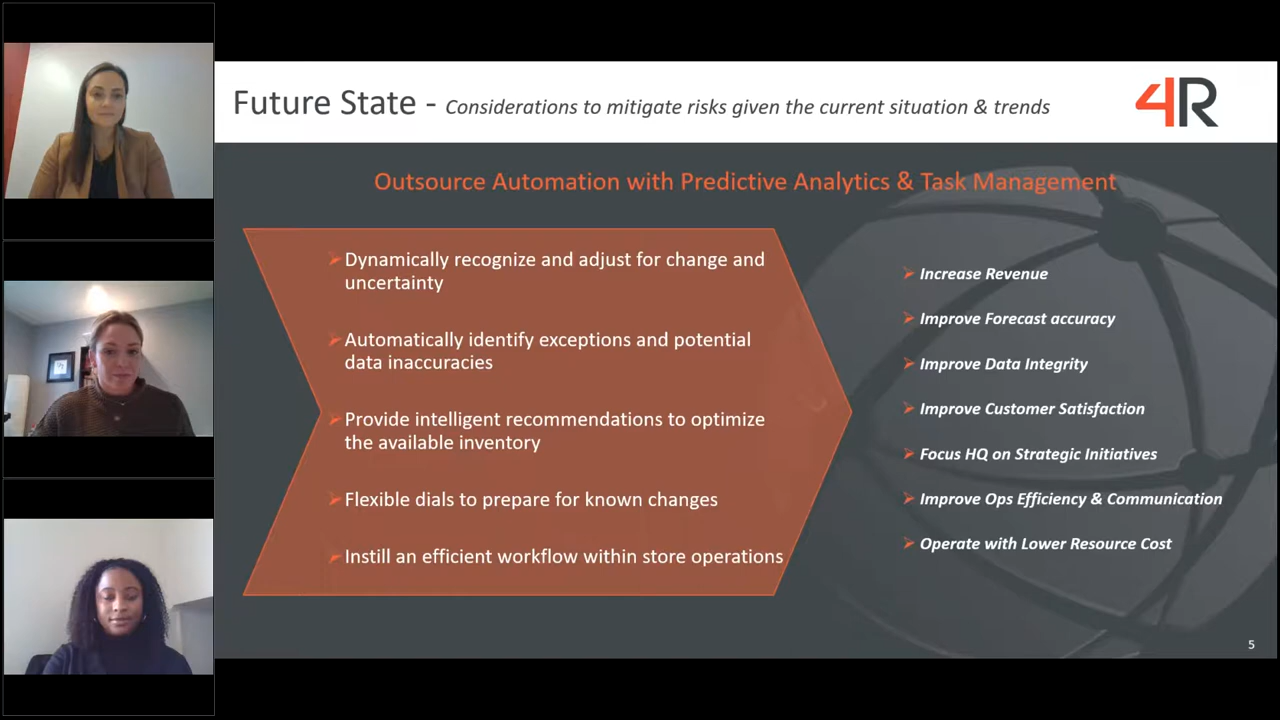 Future State - Considerations to mitigate risks given the current situation & trends
4R
Outsource Automation with Predictive Analytics & Task Management
Dynamically recognize and adjust for change and
uncertainty
Automatically identify exceptions and potential
data inaccuracies
Provide intelligent recommendations to optimize
the available inventory
Flexible dials to prepare for known changes
Instill an efficient workflow within store operations
Increase Revenue
Improve Forecast accuracy
Improve Data Integrity
Improve Customer Satisfaction
Focus HQ on Strategic Initiatives
Improve Ops Efficiency & Communication
Operate with Lower Resource Cost
5